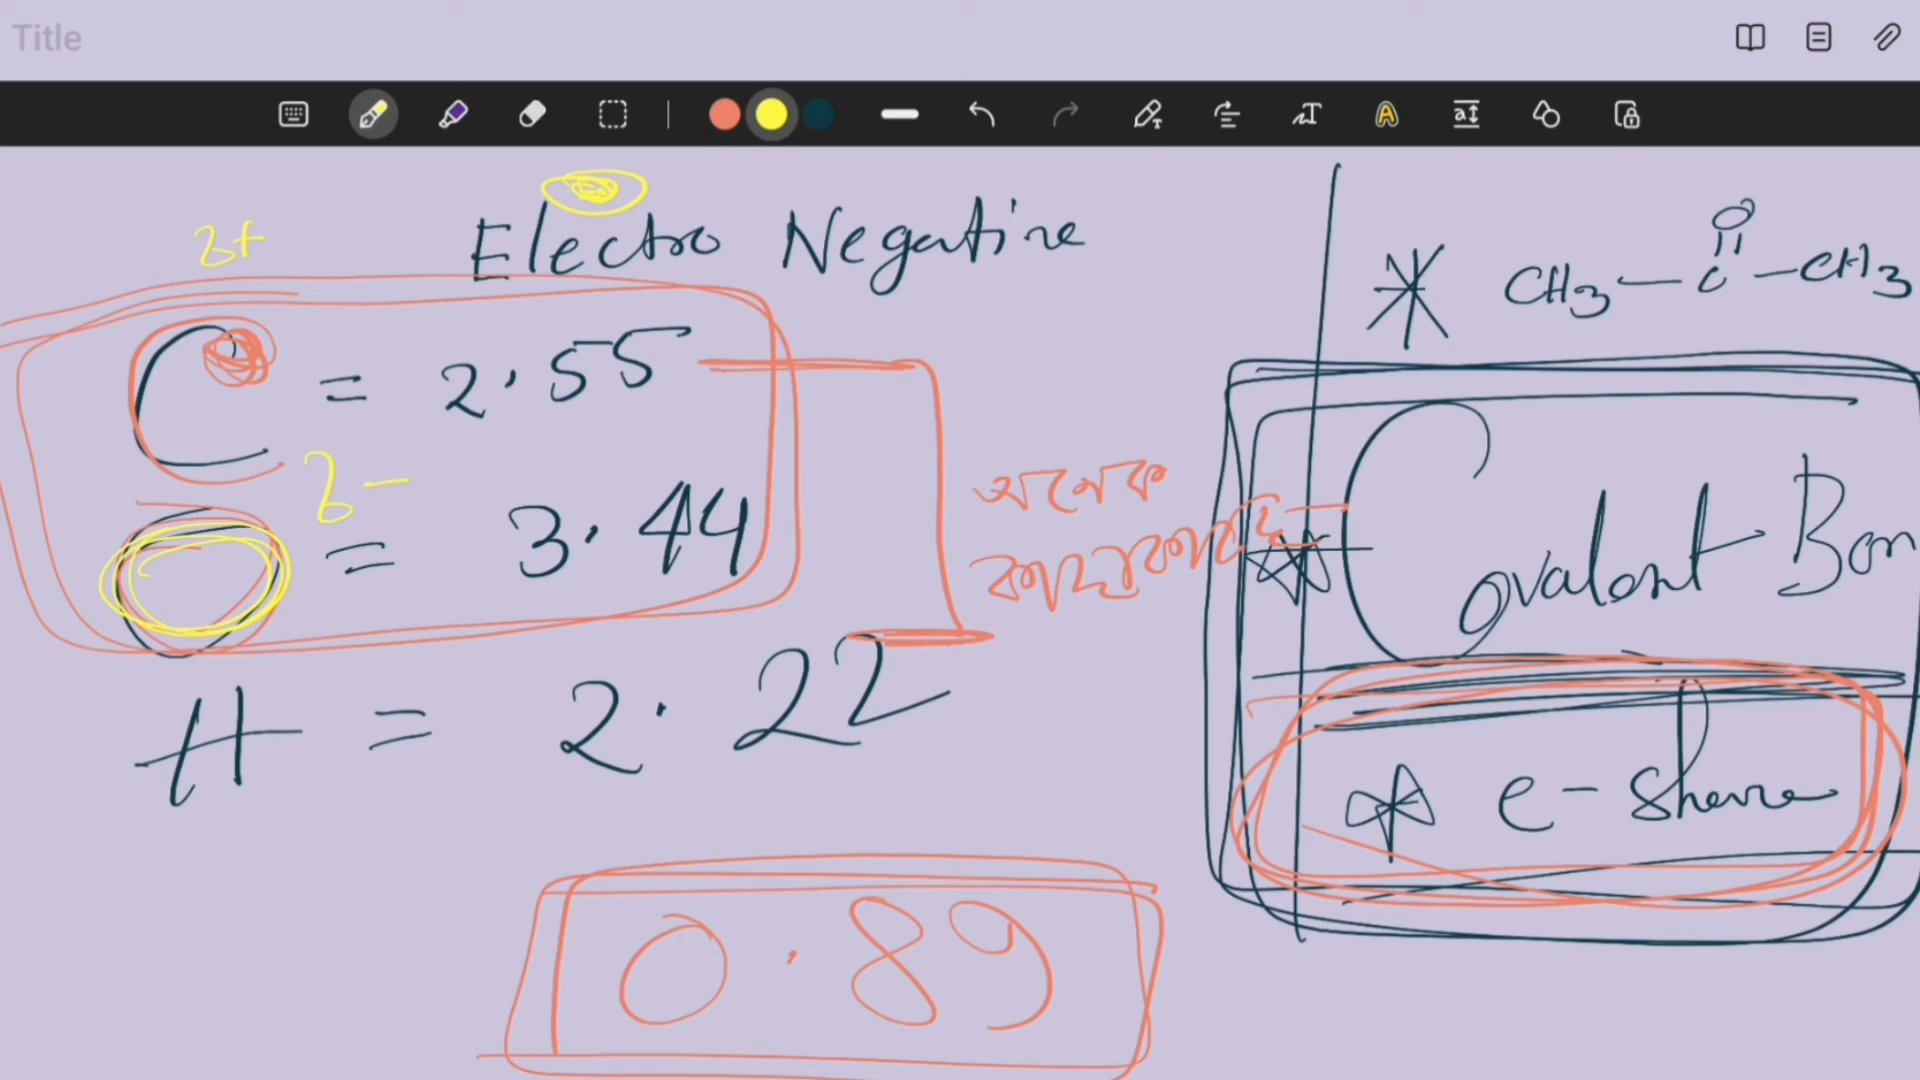 Title
Electro Negative
δ+
C = 2.55
δ-
O = 3.44
H = 2.22
অনেক
কাছাকাছি
0.89
O
||
* CH3 — C — CH3
Covalent Bon
e- Share